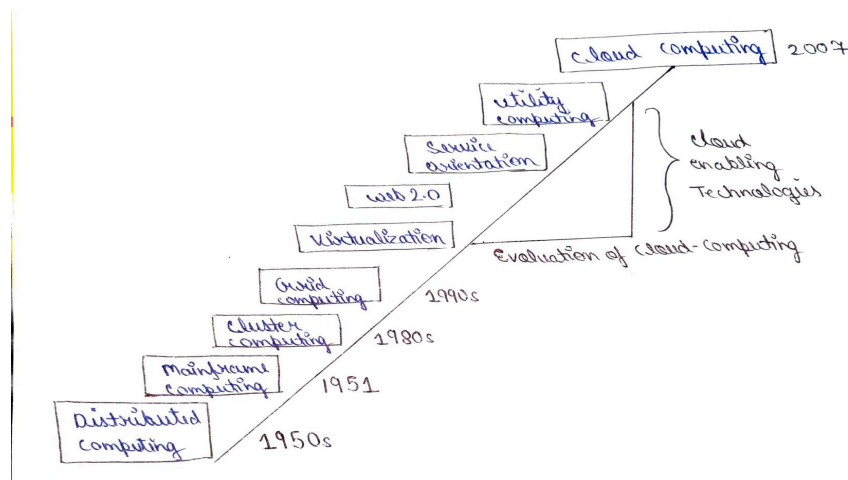 Cloud computing 2007
utility
computing
Service
orientation
cloud
enabling
Technologies
web 2.0
Virtualization
Evaluation of cloud-computing
Grid
computing
1990s
Cluster
computing
1980s
Mainframe
computing
1951
Distributed
computing
1950s